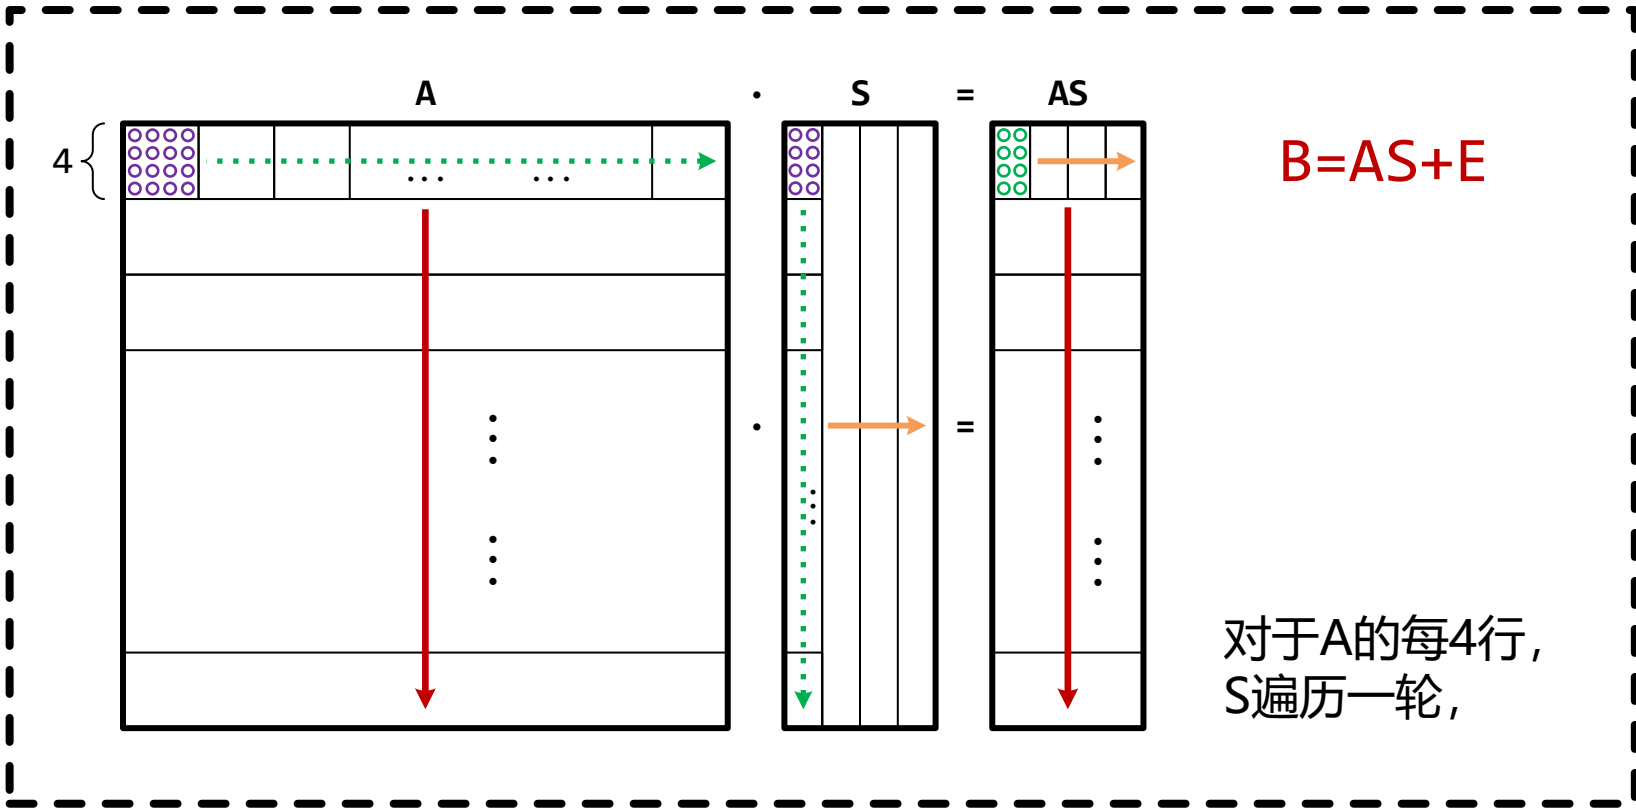 A · S = AS
4
B=AS+E
· =
对于A的每4行，
S遍历一轮，